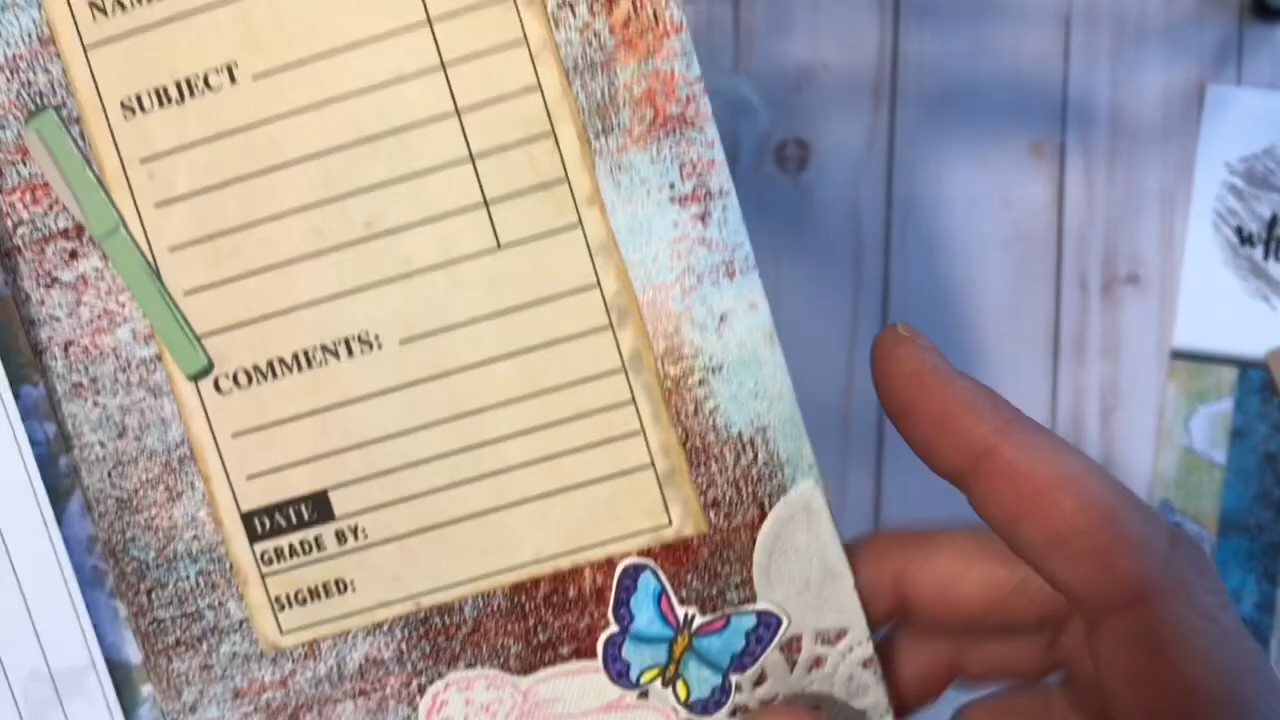 SUBJECT
COMMENTS:
DATE
GRADE BY:
SIGNED: